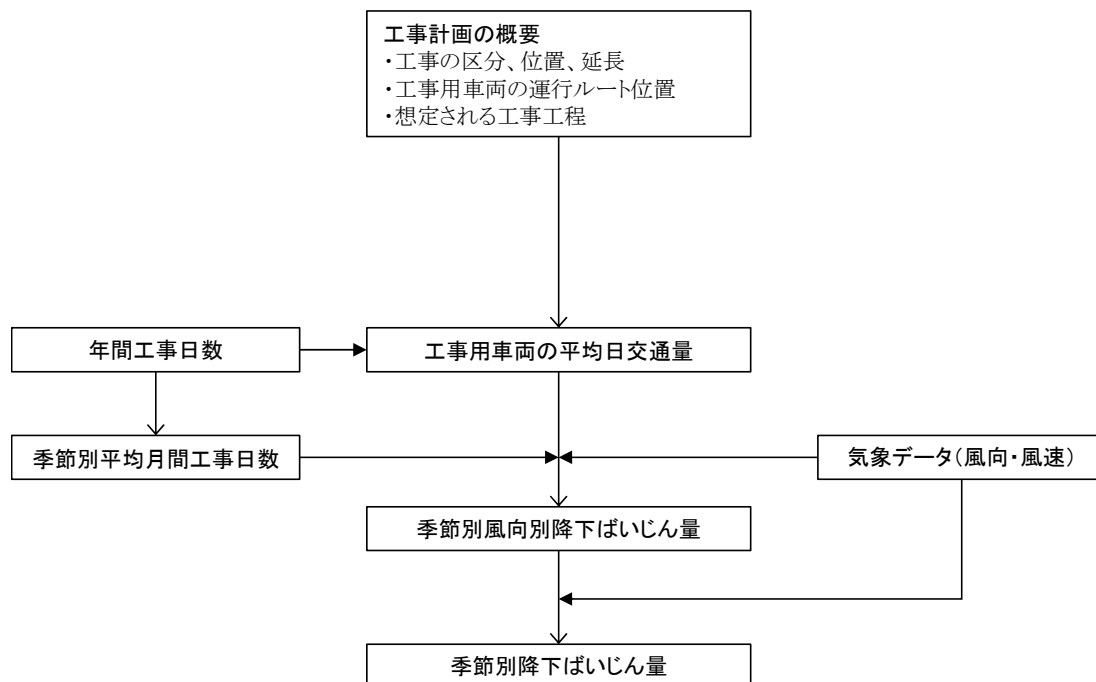 工事計画の概要
・工事の区分、位置、延長
・工事用車両の運行ルート位置
・想定される工事工程
年間工事日数
工事用車両の平均日交通量
季節別平均月間工事日数
気象データ（風向・風速）
季節別風向別降下ばいじん量
季節別降下ばいじん量